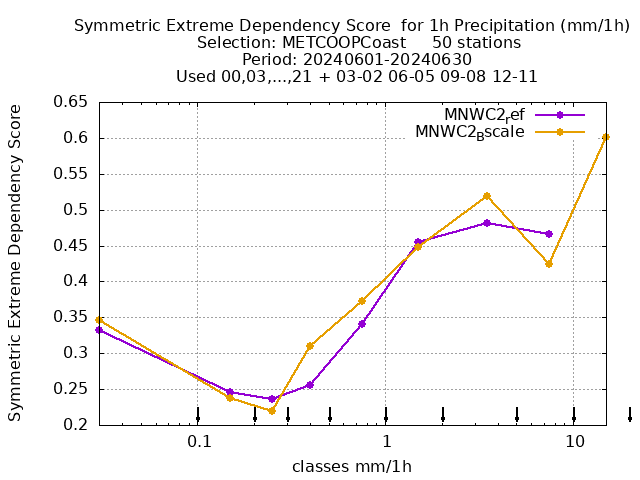 Symmetric Extreme Dependency Score  for 1h Precipitation (mm/1h)
Selection: METCOOPCoast     50 stations
Period: 20240601-20240630
Used 00,03,...,21 + 03-02 06-05 09-08 12-11
Symmetric Extreme Dependency Score
0.65
0.6
0.55
0.5
0.45
0.4
0.35
0.3
0.25
0.2
MNWC2ref
MNWC2Bscale
0.1
1
10
classes mm/1h